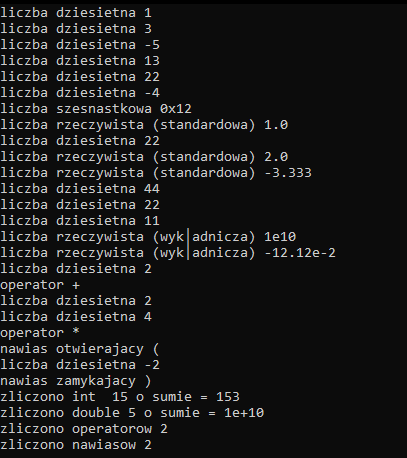 liczba dziesietna 1
liczba dziesietna 3
liczba dziesietna -5
liczba dziesietna 13
liczba dziesietna 22
liczba dziesietna -4
liczba szesnastkowa 0x12
liczba rzeczywista (standardowa) 1.0
liczba dziesietna 22
liczba rzeczywista (standardowa) 2.0
liczba rzeczywista (standardowa) -3.333
liczba dziesietna 44
liczba dziesietna 22
liczba dziesietna 11
liczba rzeczywista (wyk│adnicza) 1e10
liczba rzeczywista (wyk│adnicza) -12.12e-2
liczba dziesietna 2
operator +
liczba dziesietna 2
liczba dziesietna 4
operator *
nawias otwierajacy (
liczba dziesietna -2
nawias zamykajacy )
zliczono int  15 o sumie = 153
zliczono double 5 o sumie = 1e+10
zliczono operatorow 2
zliczono nawiasow 2